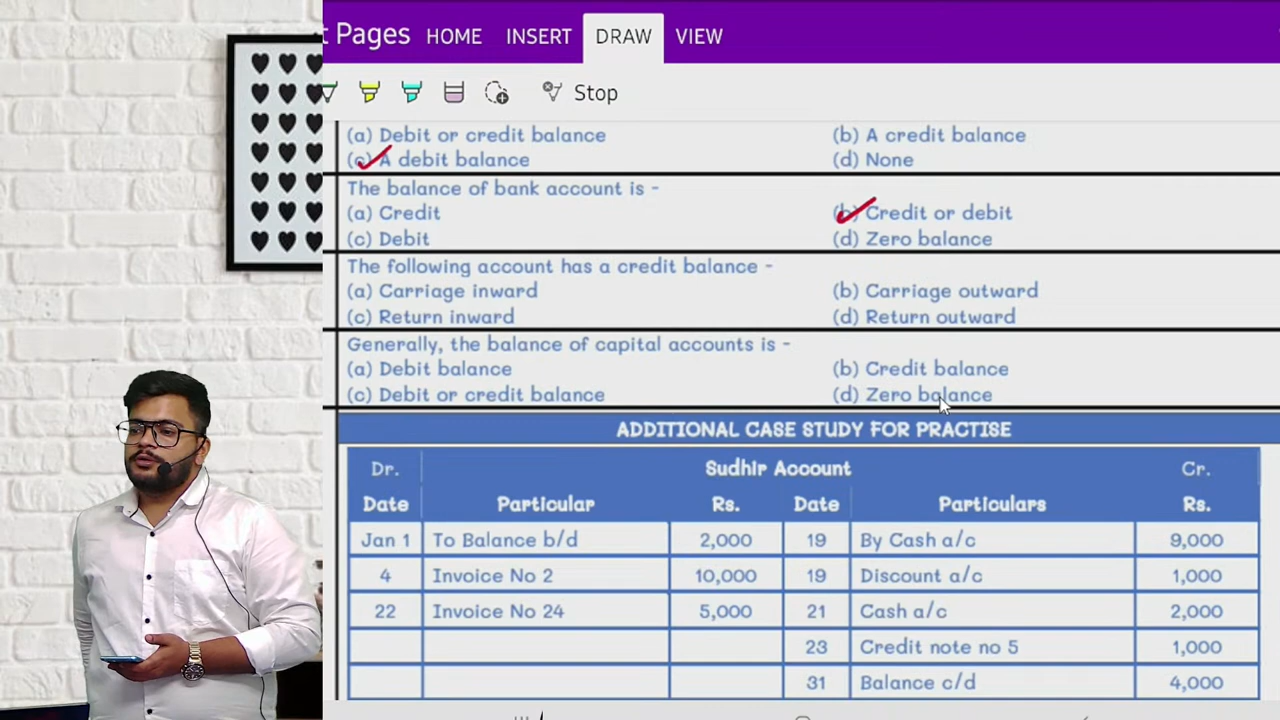 t Pages HOME INSERT DRAW VIEW
Stop
(a) Debit or credit balance (b) A credit balance
(c) A debit balance (d) None
The balance of bank account is -
(a) Credit (b) Credit or debit
(c) Debit (d) Zero balance
The following account has a credit balance -
(a) Carriage inward (b) Carriage outward
(c) Return inward (d) Return outward
Generally, the balance of capital accounts is -
(a) Debit balance (b) Credit balance
(c) Debit or credit balance (d) Zero balance
ADDITIONAL CASE STUDY FOR PRACTISE
Dr. Sudhir Account Cr.
Date Particular Rs. Date Particulars Rs.
Jan 1 To Balance b/d 2,000 19 By Cash a/c 9,000
4 Invoice No 2 10,000 19 Discount a/c 1,000
22 Invoice No 24 5,000 21 Cash a/c 2,000
23 Credit note no 5 1,000
31 Balance c/d 4,000